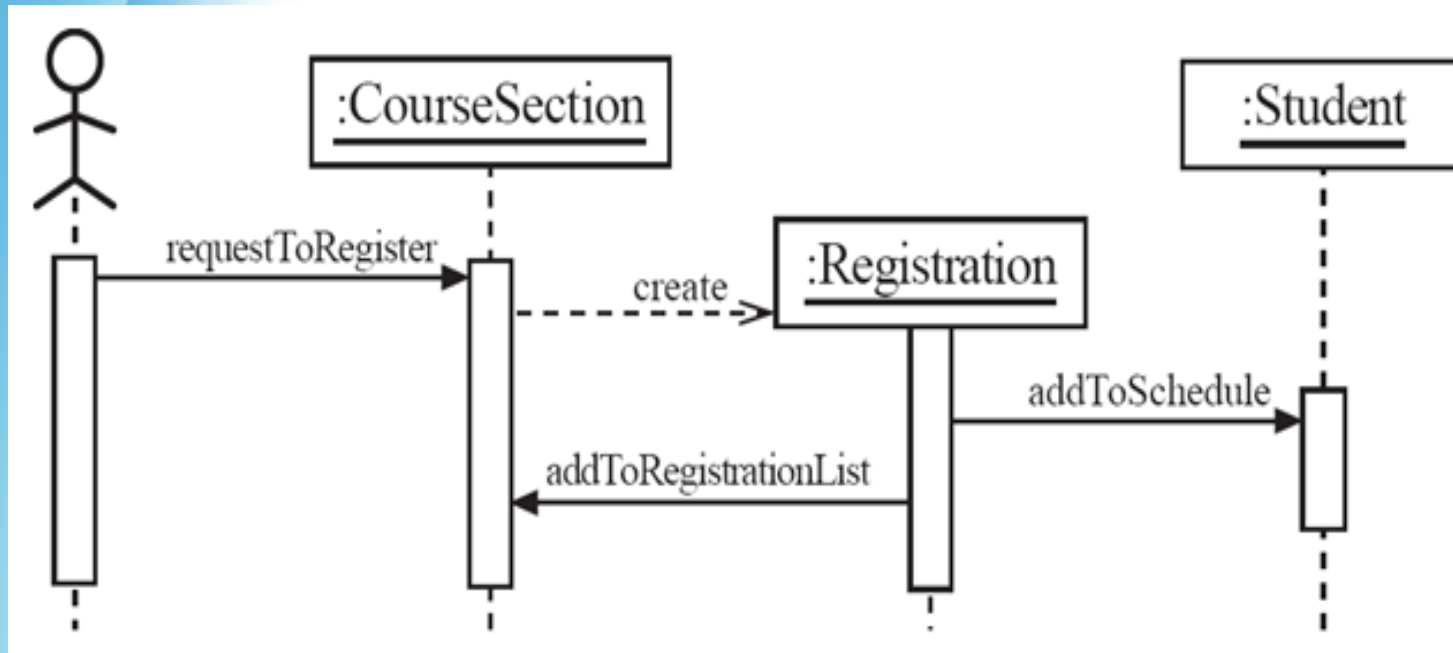 :CourseSection
:Student
requestToRegister
create
:Registration
addToSchedule
addToRegistrationList